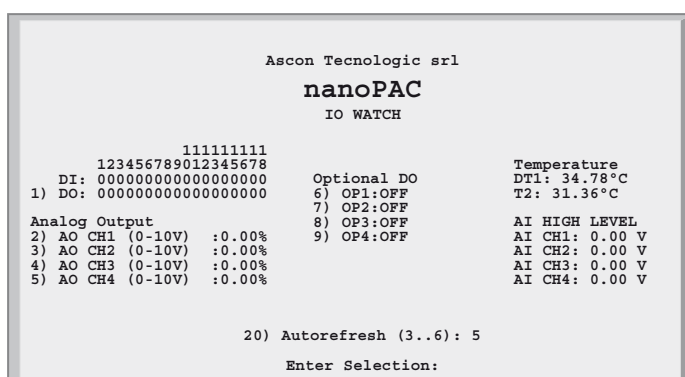 Ascon Tecnologic srl
nanoPAC
IO WATCH
111111111
123456789012345678
DI: 000000000000000000
1) DO: 000000000000000000
Optional DO
6) OP1:OFF
7) OP2:OFF
8) OP3:OFF
9) OP4:OFF
Temperature
DT1: 34.78°C
T2: 31.36°C
Analog Output
2) AO CH1 (0-10V) :0.00%
3) AO CH2 (0-10V) :0.00%
4) AO CH3 (0-10V) :0.00%
5) AO CH4 (0-10V) :0.00%
AI HIGH LEVEL
AI CH1: 0.00 V
AI CH2: 0.00 V
AI CH3: 0.00 V
AI CH4: 0.00 V
20) Autorefresh (3..6): 5
Enter Selection: